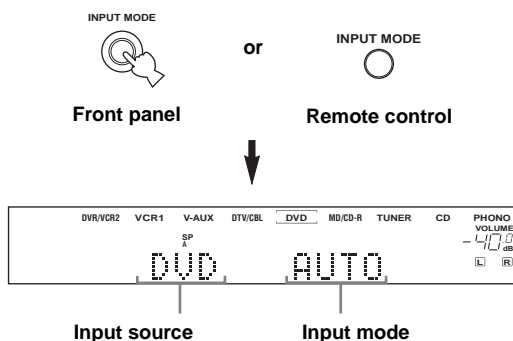 INPUT MODE
or
INPUT MODE
Front panel
Remote control
DVR/VCR2 VCR1 V-AUX DTV/CBL DVD MD/CD-R TUNER CD PHONO
VOLUME
SP
A
-40.0
dB
DVD AUTO
L R
Input source Input mode